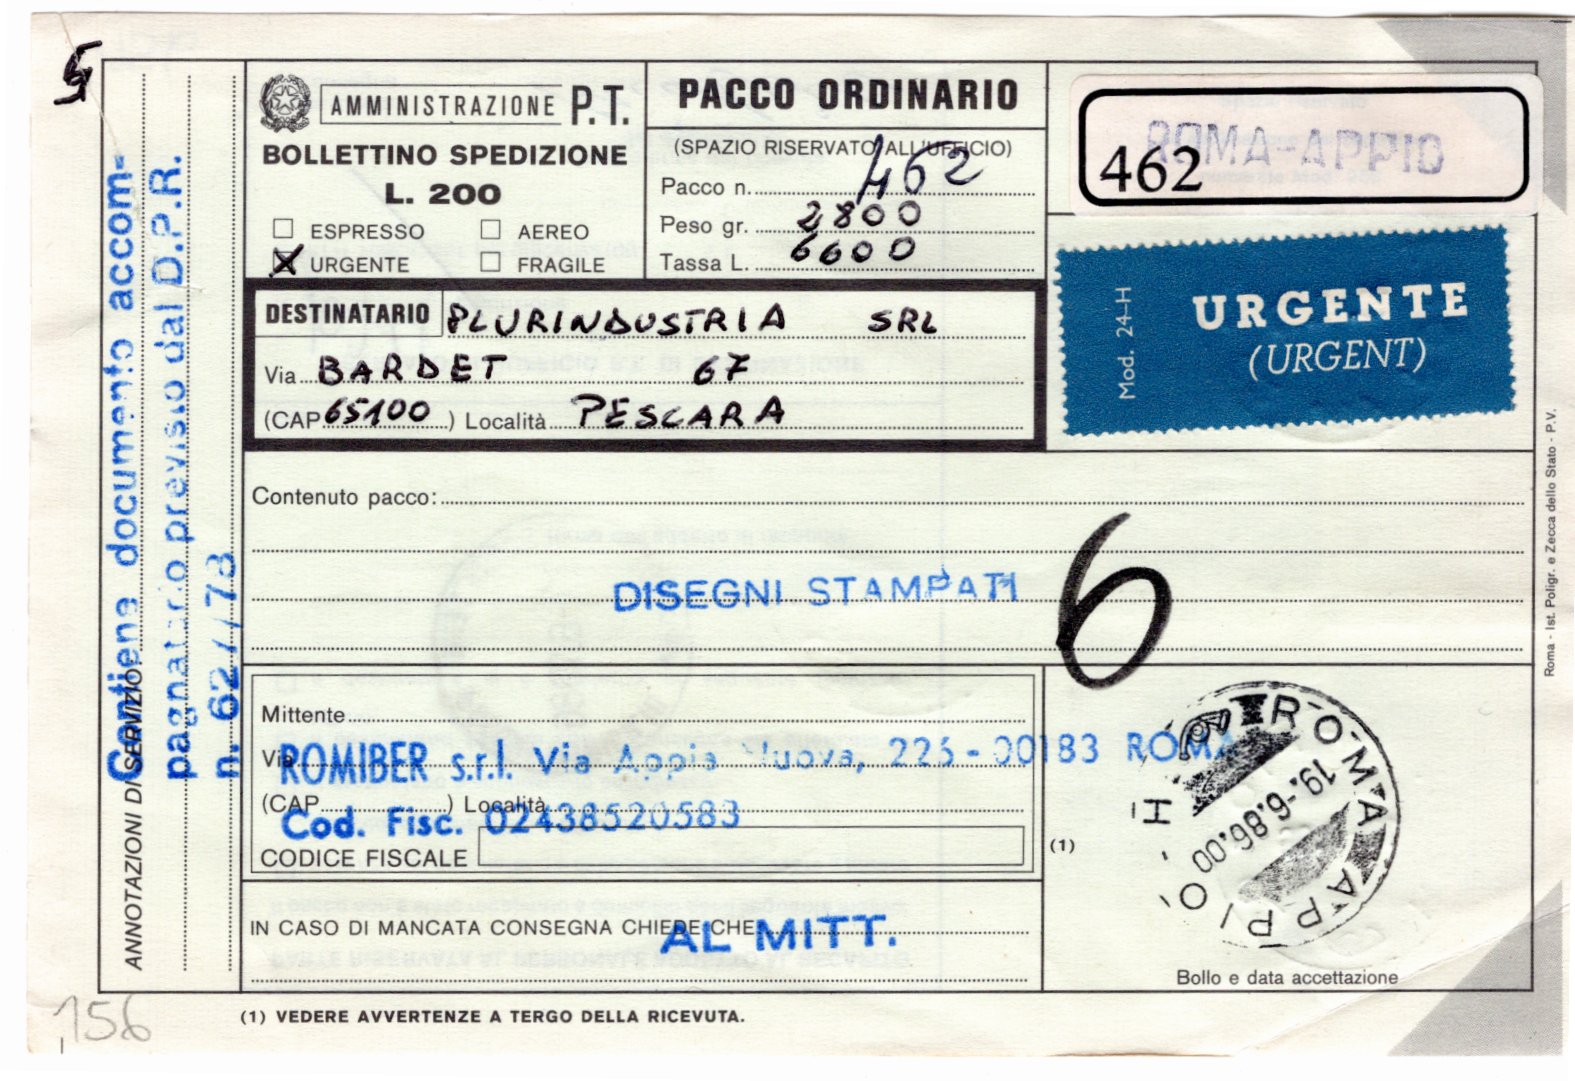 AMMINISTRAZIONE P.T.
BOLLETTINO SPEDIZIONE
L. 200
ESPRESSO AEREO
URGENTE FRAGILE
PACCO ORDINARIO
(SPAZIO RISERVATO ALL'UFFICIO)
Pacco n. 462
Peso gr. 2800
Tassa L. 6600
ROMA-APPIO
462
Mod. 24-H
URGENTE
(URGENT)
DESTINATARIO PLURINDUSTRIA SRL
Via BARDET 67
(CAP 65100) Località PESCARA
Contenuto pacco:
DISEGNI STAMPATI
6
Mittente
Via
ROMIBER s.r.l. Via Appia Nuova, 225-00183 ROMA
(CAP ) Località
Cod. Fisc. 02438520583
CODICE FISCALE
(1)
ROMA APPIO
19.-6.86.00
H
IN CASO DI MANCATA CONSEGNA CHIEDE CHE
AL MITT.
Bollo e data accettazione
(1) VEDERE AVVERTENZE A TERGO DELLA RICEVUTA.
ANNOTAZIONI DI SERVIZIO
Contiene documento accom-
pagnatorio previsto dal D.P.R.
n. 627/78
Roma - Ist. Poligr. e Zecca dello Stato - P.V.
156